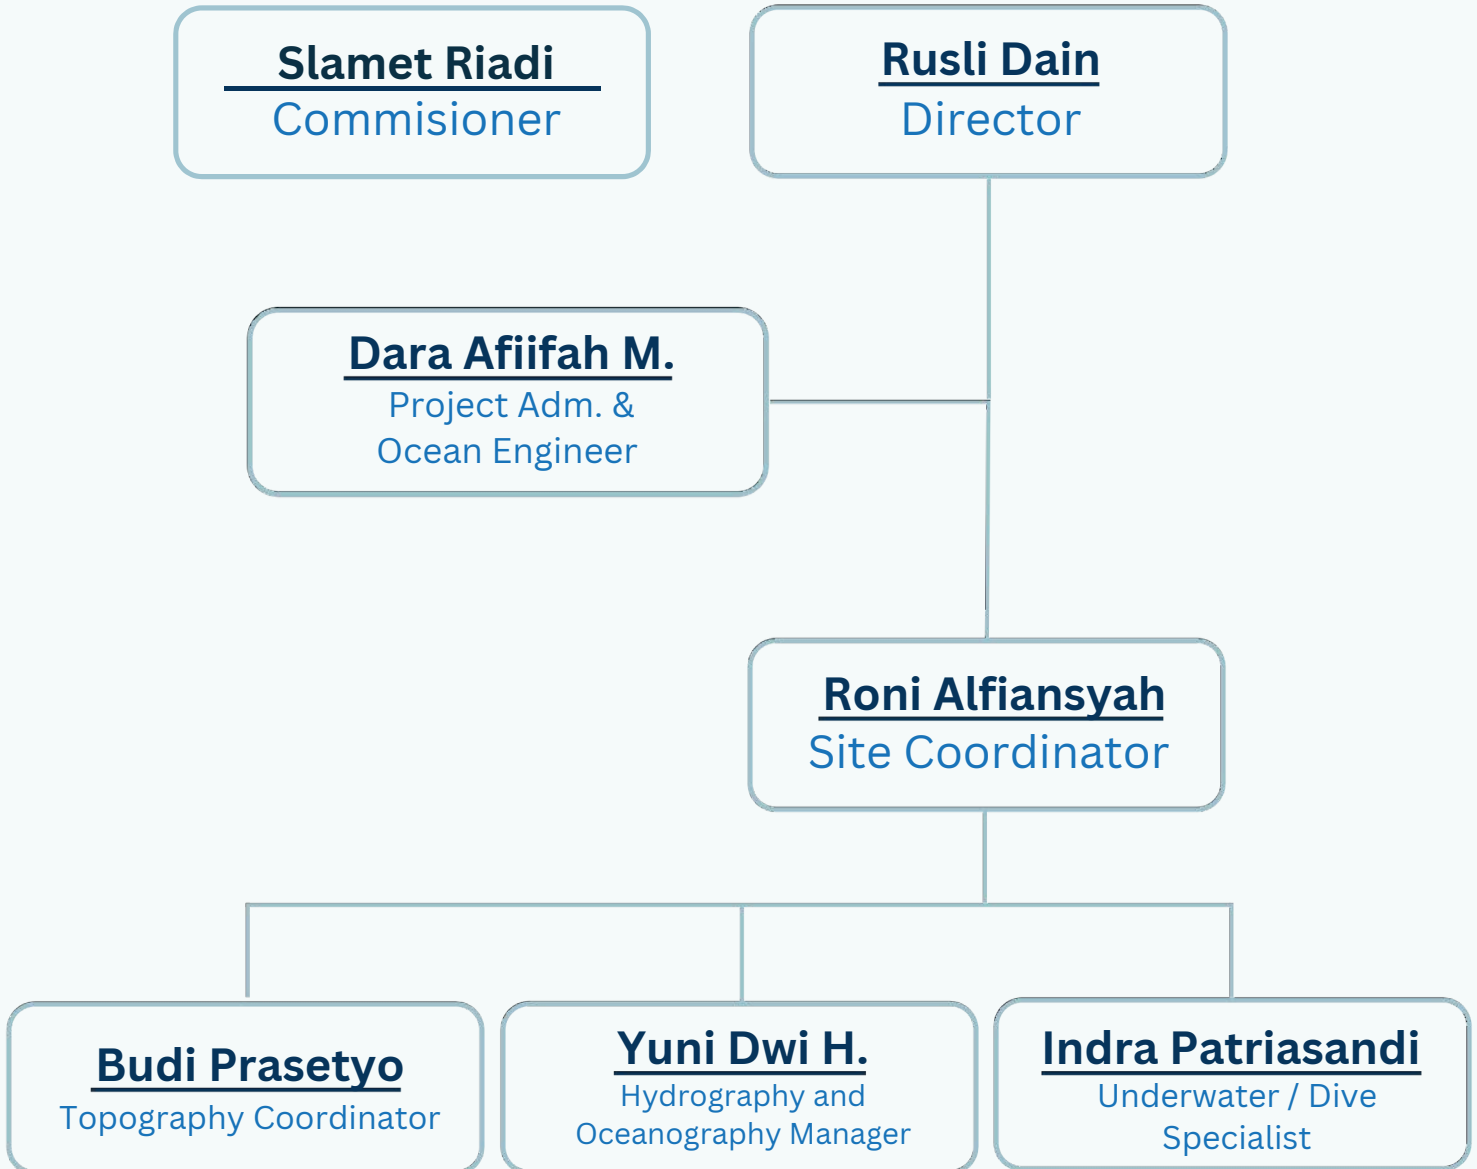 Slamet Riadi
Commisioner
Rusli Dain
Director
Dara Afiifah M.
Project Adm. &
Ocean Engineer
Roni Alfiansyah
Site Coordinator
Budi Prasetyo
Topography Coordinator
Yuni Dwi H.
Hydrography and
Oceanography Manager
Indra Patriasandi
Underwater / Dive
Specialist